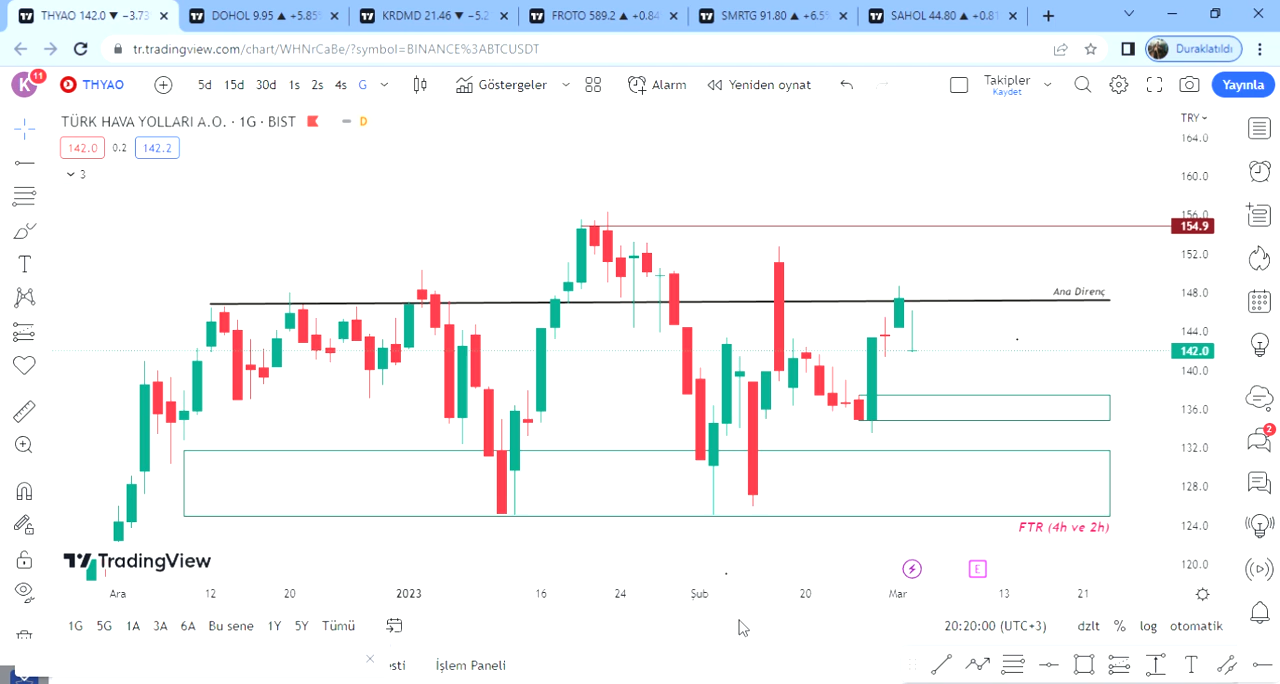 THYAO 142.0 ▼ −3.73
DOHOL 9.95 ▲ +5.85%
KRDMD 21.46 ▼ −5.2
FROTO 589.2 ▲ +0.84
SMRTG 91.80 ▲ +6.5%
SAHOL 44.80 ▲ +0.81
tr.tradingview.com/chart/WHNrCaBe/?symbol=BINANCE%3ABTCUSDT
Duraklatıldı
K 11
THYAO
5d 15d 30d 1s 2s 4s G
Göstergeler
Alarm
Yeniden oynat
Takipler
Kaydet
Yayınla
TÜRK HAVA YOLLARI A.O. · 1G · BIST
D
142.0 0.2 142.2
3
TRY
164.0
160.0
156.0
154.9
152.0
148.0
144.0
142.0
140.0
136.0
132.0
128.0
124.0
120.0
Ana Direnç
FTR (4h ve 2h)
TradingView
E
2
Ara 12 20 2023 16 24 Şub 20 Mar 13 21
1G 5G 1A 3A 6A Bu sene 1Y 5Y Tümü
20:20:00 (UTC+3) dzlt % log otomatik
esti İşlem Paneli